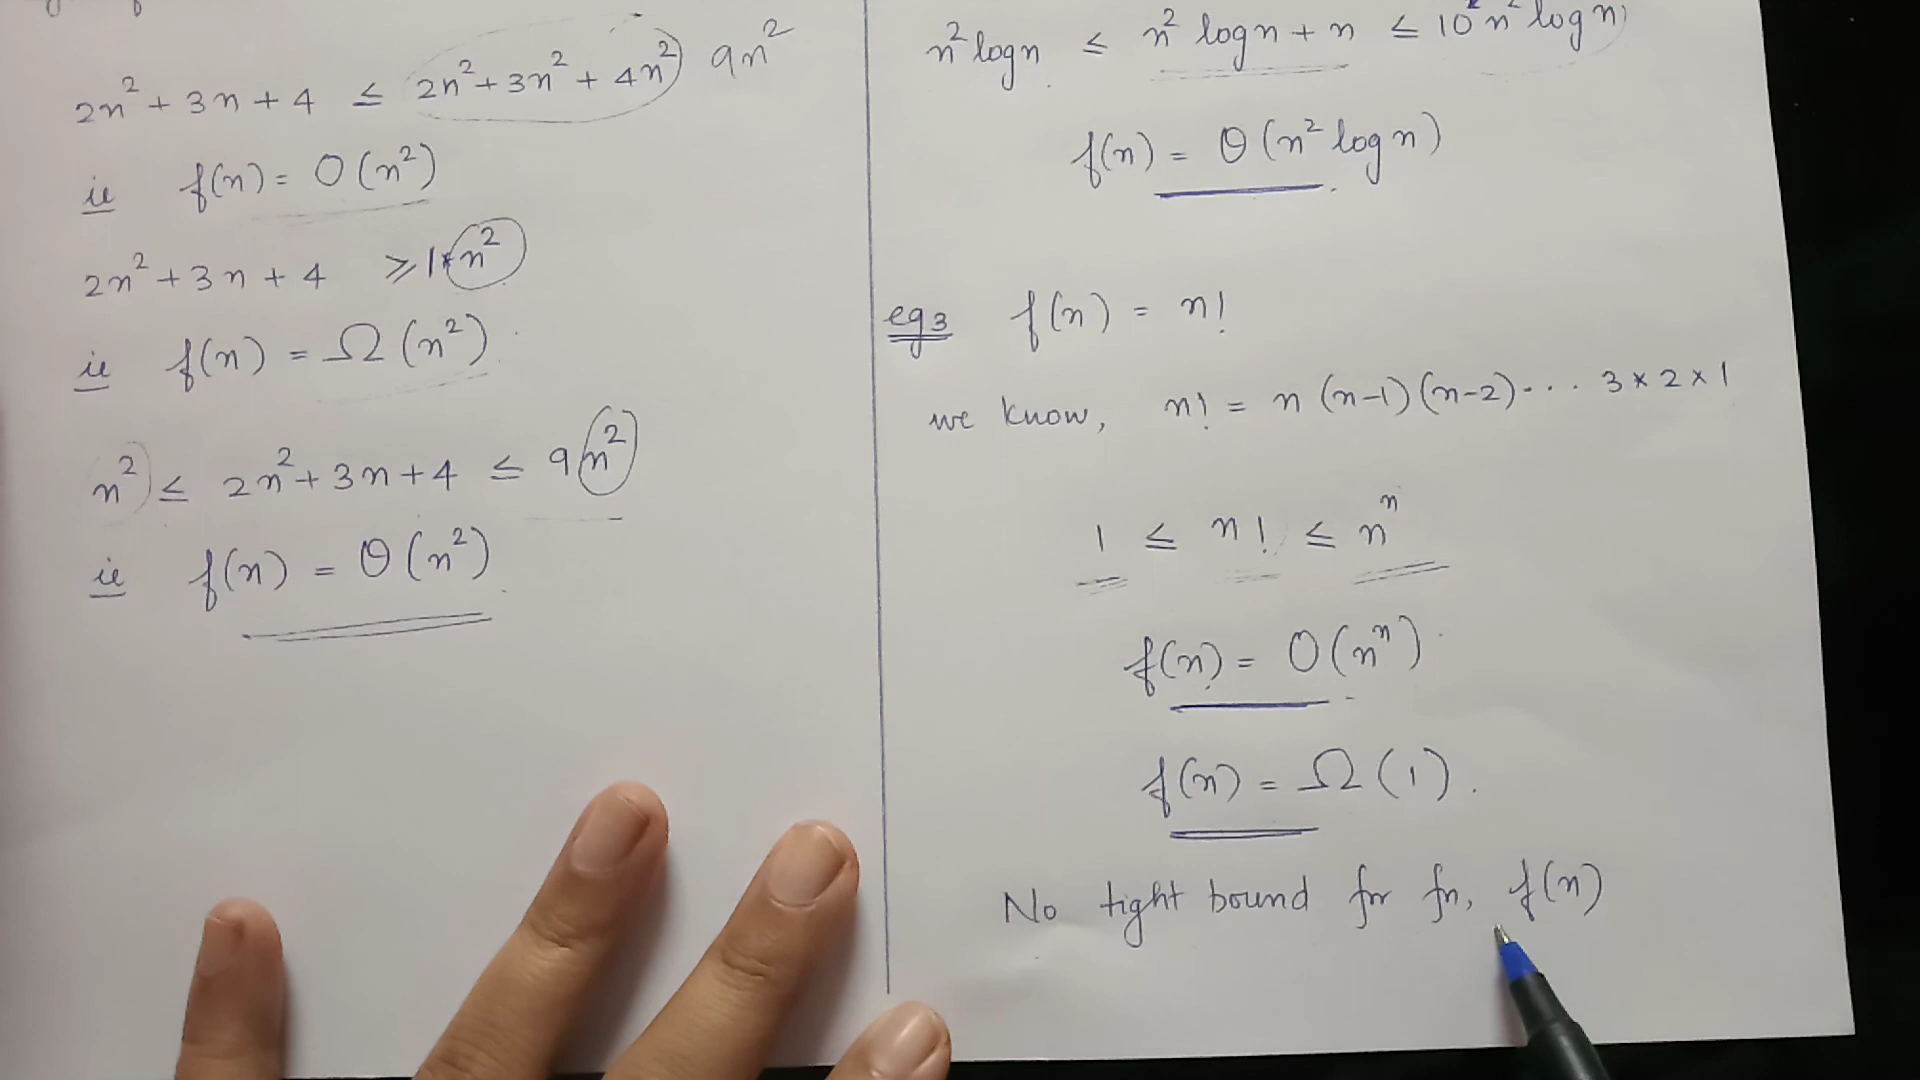 2n² + 3n + 4 ≤ 2n² + 3n² + 4n² 9n²
ie f(n) = O(n²)
2n² + 3n + 4 ≥ 1*n²
ie f(n) = Ω(n²)
n² ≤ 2n² + 3n + 4 ≤ 9n²
ie f(n) = Θ(n²)
n² log n ≤ n² log n + n ≤ 10*n² log n
f(n) = Θ(n² log n)
eg3 f(n) = n!
we know, n! = n(n-1)(n-2)... 3*2×1
1 ≤ n! ≤ nⁿ
f(n) = O(nⁿ).
f(n) = Ω(1).
No tight bound for fn, f(n)